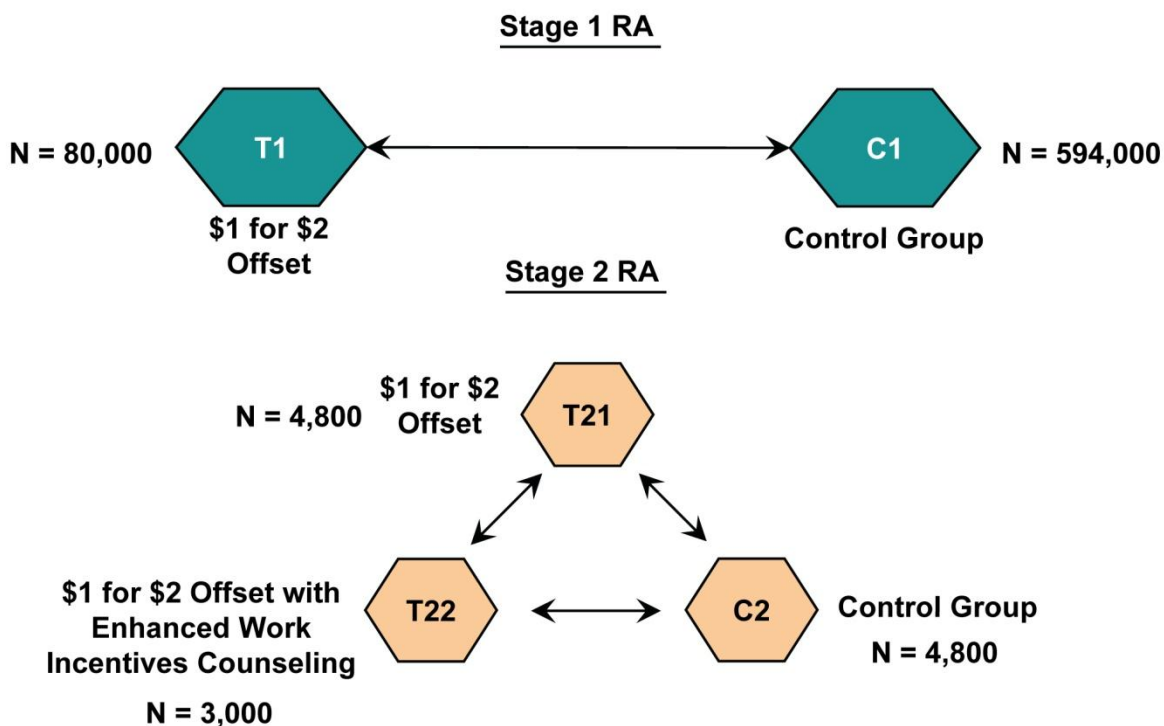 Stage 1 RA
N = 80,000
T1
C1
N = 594,000
$1 for $2
Offset
Control Group
Stage 2 RA
N = 4,800
$1 for $2
Offset
T21
$1 for $2 Offset with
Enhanced Work
Incentives Counseling
N = 3,000
T22
C2
Control Group
N = 4,800